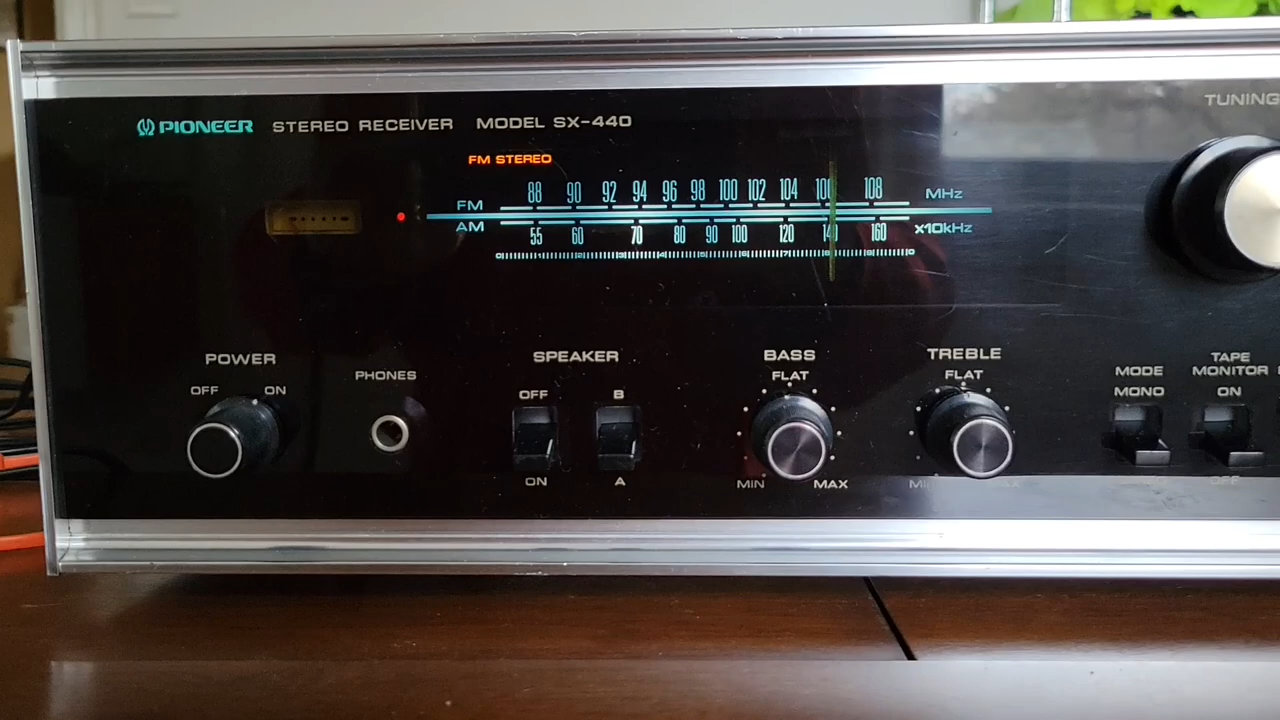 TUNING
PIONEER STEREO RECEIVER MODEL SX-440
FM STEREO
FM 88 90 92 94 96 98 100 102 104 106 108 MHz
AM 55 60 70 80 90 100 120 140 160 x10kHz
POWER
OFF ON
PHONES
SPEAKER
OFF B
ON A
BASS
FLAT
MIN MAX
TREBLE
FLAT
MODE
MONO
TAPE
MONITOR
ON
OFF